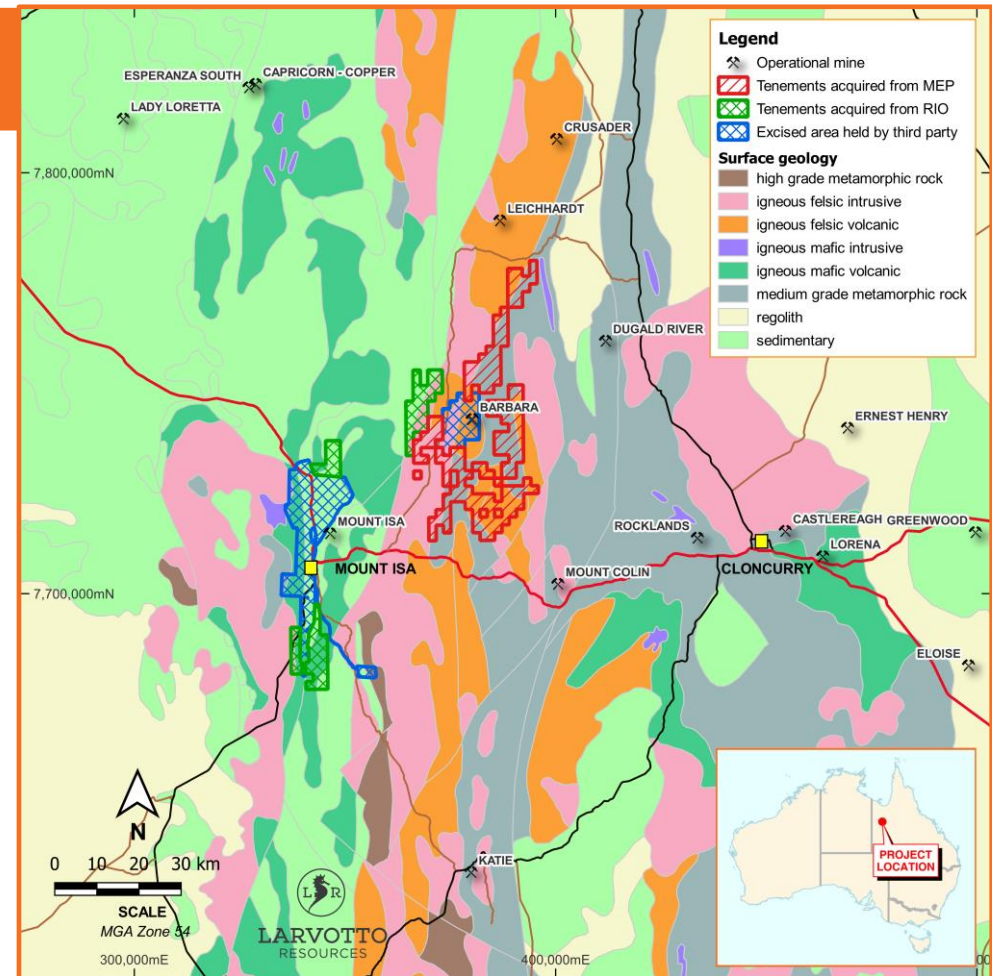 Legend
Operational mine
Tenements acquired from MEP
Tenements acquired from RIO
Excised area held by third party
Surface geology
high grade metamorphic rock
igneous felsic intrusive
igneous felsic volcanic
igneous mafic intrusive
igneous mafic volcanic
medium grade metamorphic rock
regolith
sedimentary
ESPERANZA SOUTH
CAPRICORN - COPPER
LADY LORETTA
CRUSADER
7,800,000mN
LEICHHARDT
DUGALD RIVER
BARBARA
ERNEST HENRY
MOUNT ISA
ROCKLANDS
CASTLEREAGH
GREENWOOD
LORENA
MOUNT ISA
MOUNT COLIN
CLONCURRY
7,700,000mN
ELOISE
N
0 10 20 30 km
SCALE
MGA Zone 54
KATIE
L R
LARVOTTO
RESOURCES
PROJECT
LOCATION
300,000mE
400,000mE